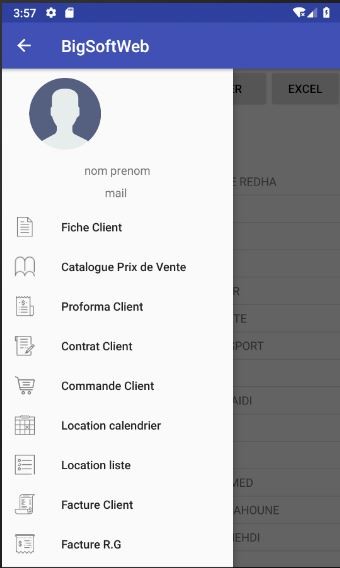 3:57
BigSoftWeb
ER
EXCEL
nom prenom
mail
E REDHA
Fiche Client
Catalogue Prix de Vente
Proforma Client
R
TE
Contrat Client
SPORT
Commande Client
AIDI
Location calendrier
Location liste
MED
Facture Client
AHOUNE
Facture R.G
EHDI